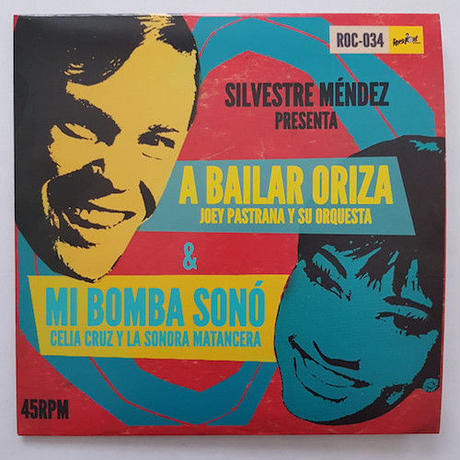 ROC-034
SILVESTRE MÉNDEZ
PRESENTA
A BAILAR ORIZA
JOEY PASTRANA Y SU ORQUESTA
&
MI BOMBA SONÓ
CELIA CRUZ Y LA SONORA MATANCERA
45RPM